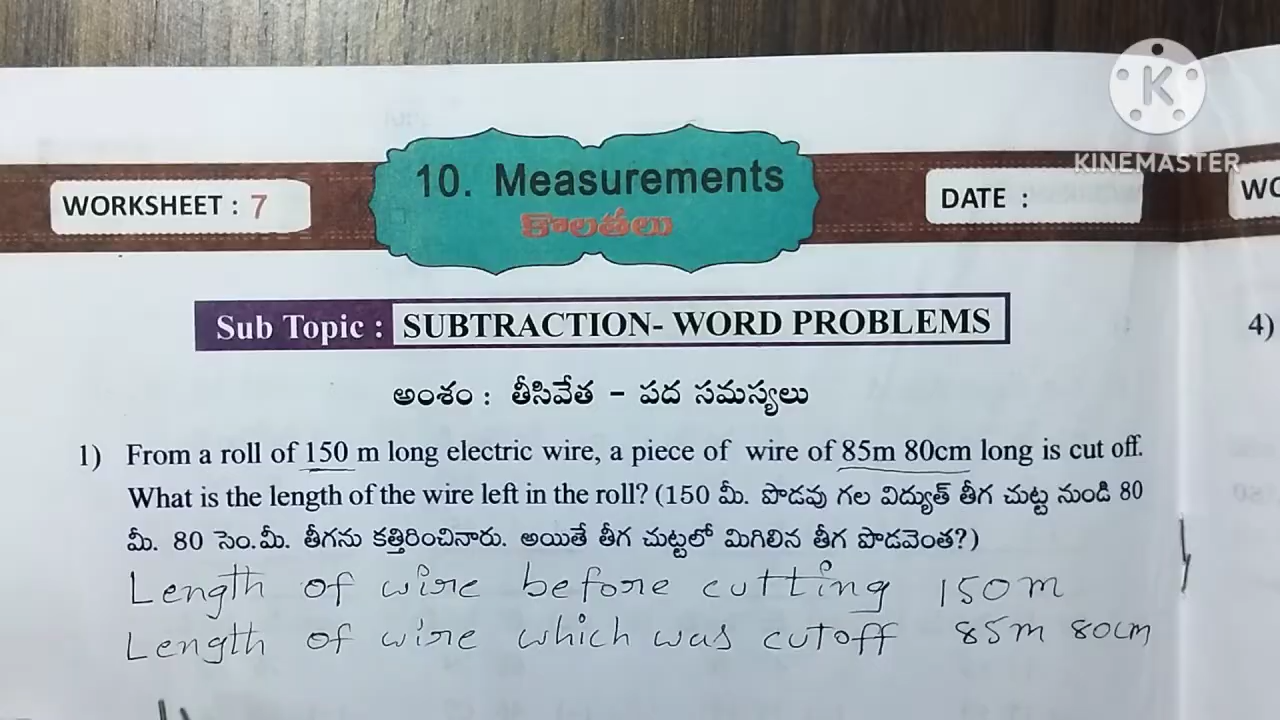 KINEMASTER
WORKSHEET : 7
10. Measurements
కొలతలు
DATE :
WO
Sub Topic : SUBTRACTION- WORD PROBLEMS
4)
అంశం : తీసివేత - పద సమస్యలు
1) From a roll of 150 m long electric wire, a piece of wire of 85m 80cm long is cut off.
What is the length of the wire left in the roll? (150 మీ. పొడవు గల విద్యుత్ తీగ చుట్ట నుండి 80
మీ. 80 సెం.మీ. తీగను కత్తిరించినారు. అయితే తీగ చుట్టలో మిగిలిన తీగ పొడవెంత?)
Length of wire before cutting 150m
Length of wire which was cutoff 85m 80cm